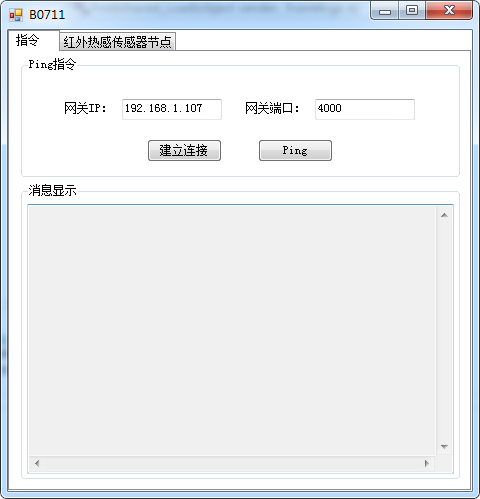 B0711
指令 红外热感传感器节点
Ping指令
网关IP： 192.168.1.107 网关端口： 4000
建立连接 Ping
消息显示